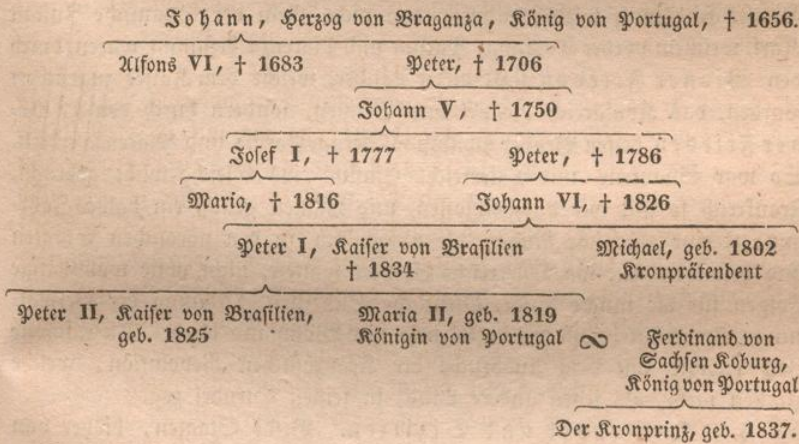 Johann, Herzog von Braganza, König von Portugal, † 1656.
Alfons VI, † 1683 Peter, † 1706
Johann V, † 1750
Josef I, † 1777 Peter, † 1786
Maria, † 1816 Johann VI, † 1826
Peter I, Kaiser von Brasilien Michael, geb. 1802
† 1834 Kronprätendent
Peter II, Kaiser von Brasilien, Maria II, geb. 1819
geb. 1825 Königin von Portugal ∾ Ferdinand von
Sachsen Koburg,
König von Portugal
Der Kronprinz, geb. 1837.